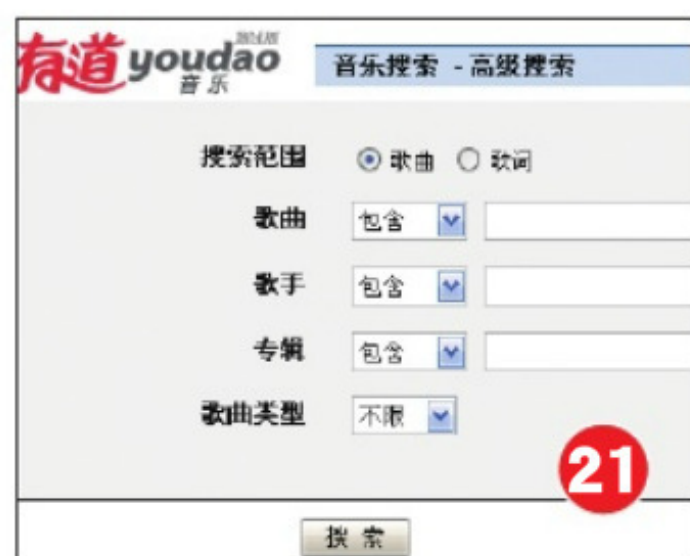 有道 youdao 测试版
音乐
音乐搜索 - 高级搜索
搜索范围 歌曲 歌词
歌曲 包含
歌手 包含
专辑 包含
歌曲类型 不限
21
搜 索